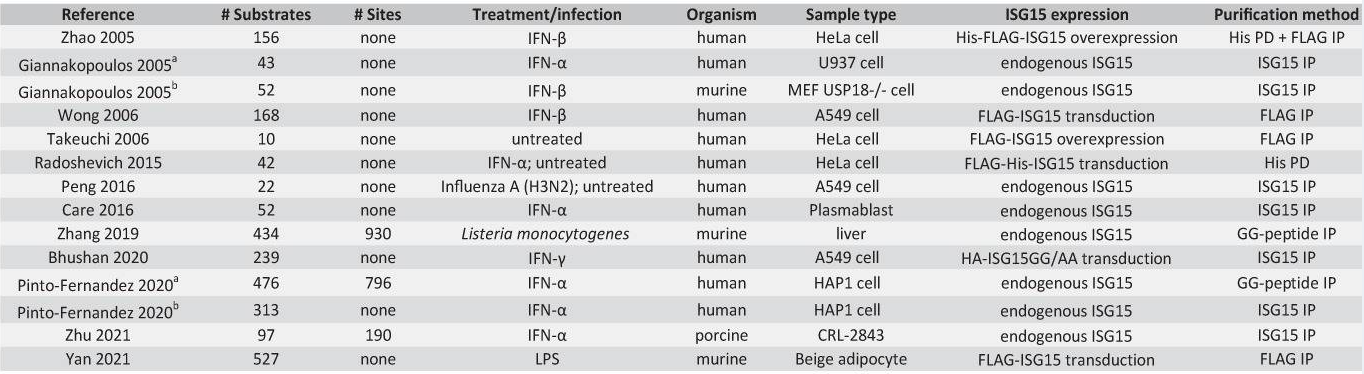 Reference # Substrates # Sites Treatment/infection Organism Sample type ISG15 expression Purification method
Zhao 2005 156 none IFN-β human HeLa cell His-FLAG-ISG15 overexpression His PD + FLAG IP
Giannakopoulos 2005a 43 none IFN-α human U937 cell endogenous ISG15 ISG15 IP
Giannakopoulos 2005b 52 none IFN-β murine MEF USP18-/- cell endogenous ISG15 ISG15 IP
Wong 2006 168 none IFN-β human A549 cell FLAG-ISG15 transduction FLAG IP
Takeuchi 2006 10 none untreated human HeLa cell FLAG-ISG15 overexpression FLAG IP
Radoshevich 2015 42 none IFN-α; untreated human HeLa cell FLAG-His-ISG15 transduction His PD
Peng 2016 22 none Influenza A (H3N2); untreated human A549 cell endogenous ISG15 ISG15 IP
Care 2016 52 none IFN-α human Plasmablast endogenous ISG15 ISG15 IP
Zhang 2019 434 930 Listeria monocytogenes murine liver endogenous ISG15 GG-peptide IP
Bhushan 2020 239 none IFN-γ human A549 cell HA-ISG15GG/AA transduction ISG15 IP
Pinto-Fernandez 2020a 476 796 IFN-α human HAP1 cell endogenous ISG15 GG-peptide IP
Pinto-Fernandez 2020b 313 none IFN-α human HAP1 cell endogenous ISG15 ISG15 IP
Zhu 2021 97 190 IFN-α porcine CRL-2843 endogenous ISG15 ISG15 IP
Yan 2021 527 none LPS murine Beige adipocyte FLAG-ISG15 transduction FLAG IP